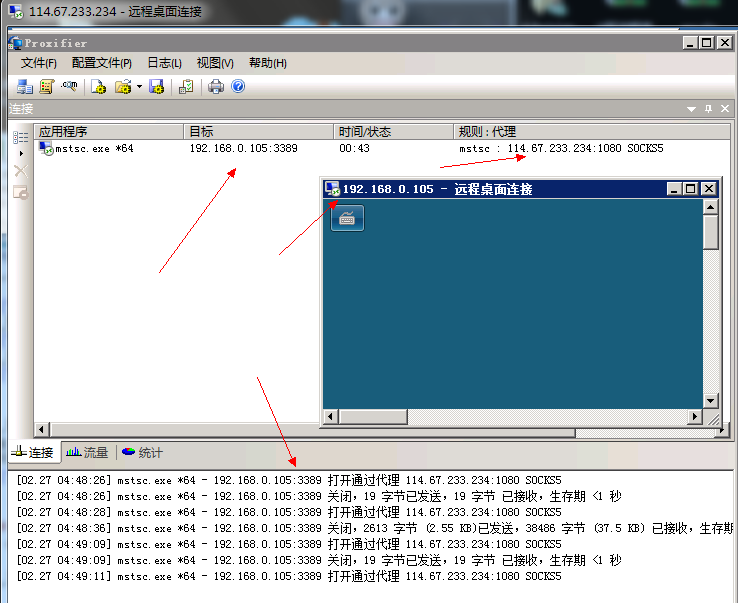 114.67.233.234 - 远程桌面连接
Proxifier
文件(F) 配置文件(P) 日志(L) 视图(V) 帮助(H)
连接
应用程序 目标 时间/状态 规则 : 代理
mstsc.exe *64 192.168.0.105:3389 00:43 mstsc : 114.67.233.234:1080 SOCKS5
192.168.0.105 - 远程桌面连接
连接 流量 统计
[02.27 04:48:26] mstsc.exe *64 - 192.168.0.105:3389 打开通过代理 114.67.233.234:1080 SOCKS5
[02.27 04:48:26] mstsc.exe *64 - 192.168.0.105:3389 关闭，19 字节已发送，19 字节 已接收，生存期 <1 秒
[02.27 04:48:28] mstsc.exe *64 - 192.168.0.105:3389 打开通过代理 114.67.233.234:1080 SOCKS5
[02.27 04:48:36] mstsc.exe *64 - 192.168.0.105:3389 关闭，2613 字节 (2.55 KB)已发送，38486 字节 (37.5 KB) 已接收，生存期
[02.27 04:49:09] mstsc.exe *64 - 192.168.0.105:3389 打开通过代理 114.67.233.234:1080 SOCKS5
[02.27 04:49:09] mstsc.exe *64 - 192.168.0.105:3389 关闭，19 字节已发送，19 字节 已接收，生存期 <1 秒
[02.27 04:49:11] mstsc.exe *64 - 192.168.0.105:3389 打开通过代理 114.67.233.234:1080 SOCKS5